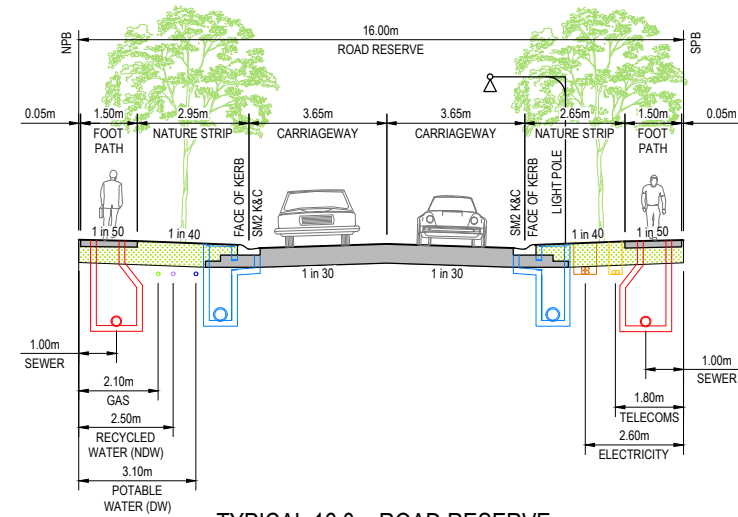 16.00m
ROAD RESERVE
NPB
SPB
0.05m
1.50m
2.95m
3.65m
3.65m
2.65m
1.50m
0.05m
FOOT
PATH
NATURE STRIP
CARRIAGEWAY
CARRIAGEWAY
NATURE STRIP
FOOT
PATH
FACE OF KERB
SM2 K&C
SM2 K&C
FACE OF KERB
LIGHT POLE
1 in 50
1 in 40
1 in 40
1 in 50
1 in 30
1 in 30
1.00m
SEWER
2.10m
GAS
2.50m
RECYCLED
WATER (NDW)
3.10m
POTABLE
WATER (DW)
1.00m
SEWER
1.80m
TELECOMS
2.60m
ELECTRICITY